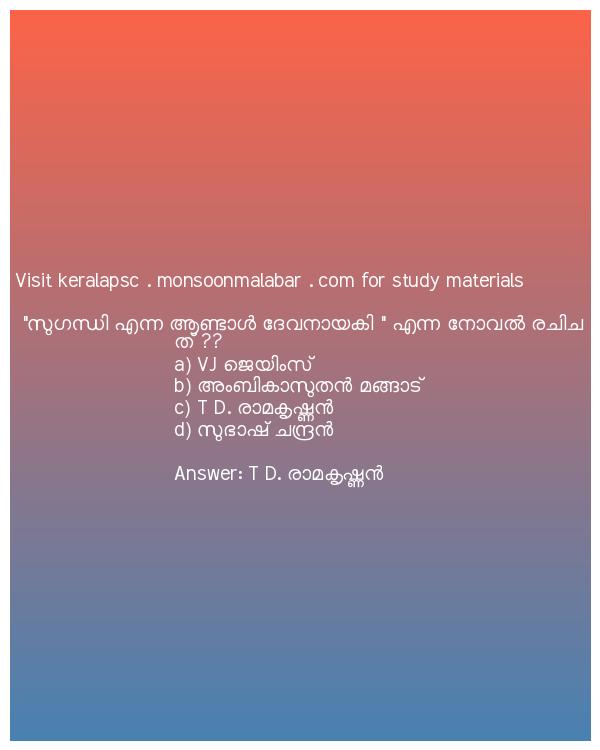 Visit keralapsc . monsoonmalabar . com for study materials
"സുഗന്ധി എന്ന ആണ്ടാൾ ദേവനായകി " എന്ന നോവൽ രചിച
ത് ??
a) VJ ജെയിംസ്
b) അംബികാസുതൻ മങ്ങാട്
c) T D. രാമകൃഷ്ണൻ
d) സുഭാഷ് ചന്ദ്രൻ
Answer: T D. രാമകൃഷ്ണൻ